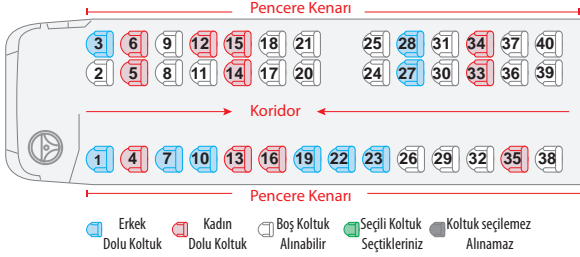 Pencere Kenarı
3 6 9 12 15 18 21 25 28 31 34 37 40
2 5 8 11 14 17 20 24 27 30 33 36 39
Koridor
1 4 7 10 13 16 19 22 23 26 29 32 35 38
Pencere Kenarı
Erkek Dolu Koltuk
Kadın Dolu Koltuk
Boş Koltuk Alınabilir
Seçili Koltuk Seçtikleriniz
Koltuk seçilemez Alınamaz